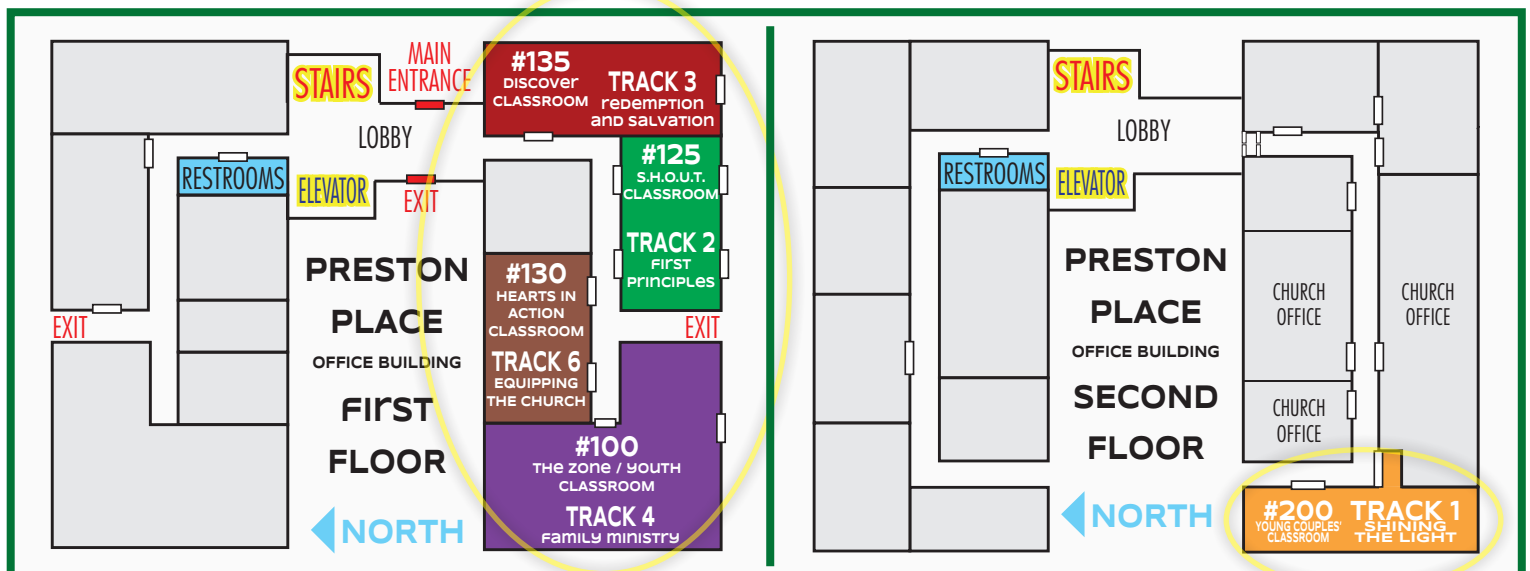 STAIRS
MAIN
ENTRANCE
LOBBY
RESTROOMS
ELEVATOR
EXIT
#135
DISCOVER
CLASSROOM
TRACK 3
REDEMPTION
AND SALVATION
#125
S.H.O.U.T.
CLASSROOM
TRACK 2
FIRST
PRINCIPLES
#130
HEARTS IN
ACTION
CLASSROOM
TRACK 6
EQUIPPING
THE CHURCH
EXIT
EXIT
PRESTON
PLACE
OFFICE BUILDING
FIRST
FLOOR
NORTH
#100
THE ZONE / YOUTH
CLASSROOM
TRACK 4
FAMILY MINISTRY
STAIRS
LOBBY
RESTROOMS
ELEVATOR
PRESTON
PLACE
OFFICE BUILDING
SECOND
FLOOR
NORTH
CHURCH
OFFICE
CHURCH
OFFICE
CHURCH
OFFICE
#200
YOUNG COUPLES'
CLASSROOM
TRACK 1
SHINING
THE LIGHT